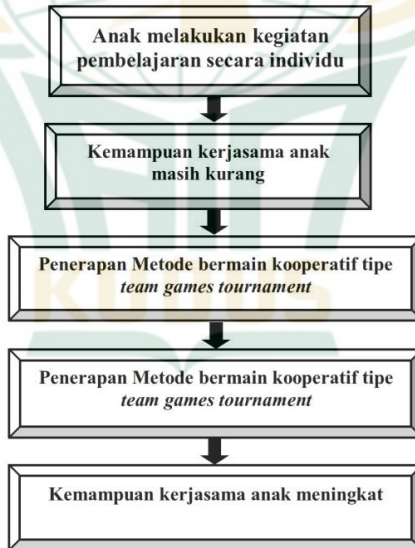 Anak melakukan kegiatan
pembelajaran secara individu
Kemampuan kerjasama anak
masih kurang
Penerapan Metode bermain kooperatif tipe
team games tournament
KUDUS
Penerapan Metode bermain kooperatif tipe
team games tournament
Kemampuan kerjasama anak meningkat